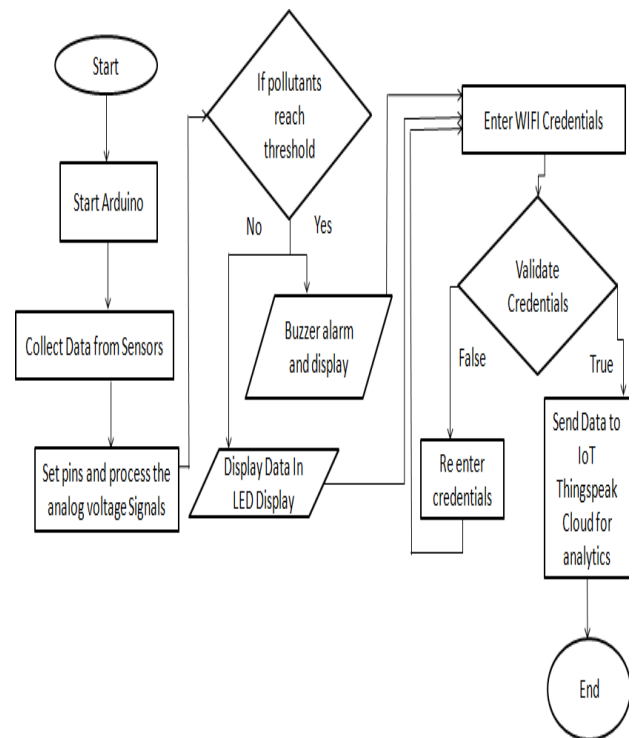 Start
Start Arduino
Collect Data from Sensors
Set pins and process the
analog voltage Signals
If pollutants
reach
threshold
No
Yes
Buzzer alarm
and display
Display Data In
LED Display
Enter WIFI Credentials
Validate
Credentials
False
True
Re enter
credentials
Send Data to
IoT
Thingspeak
Cloud for
analytics
End